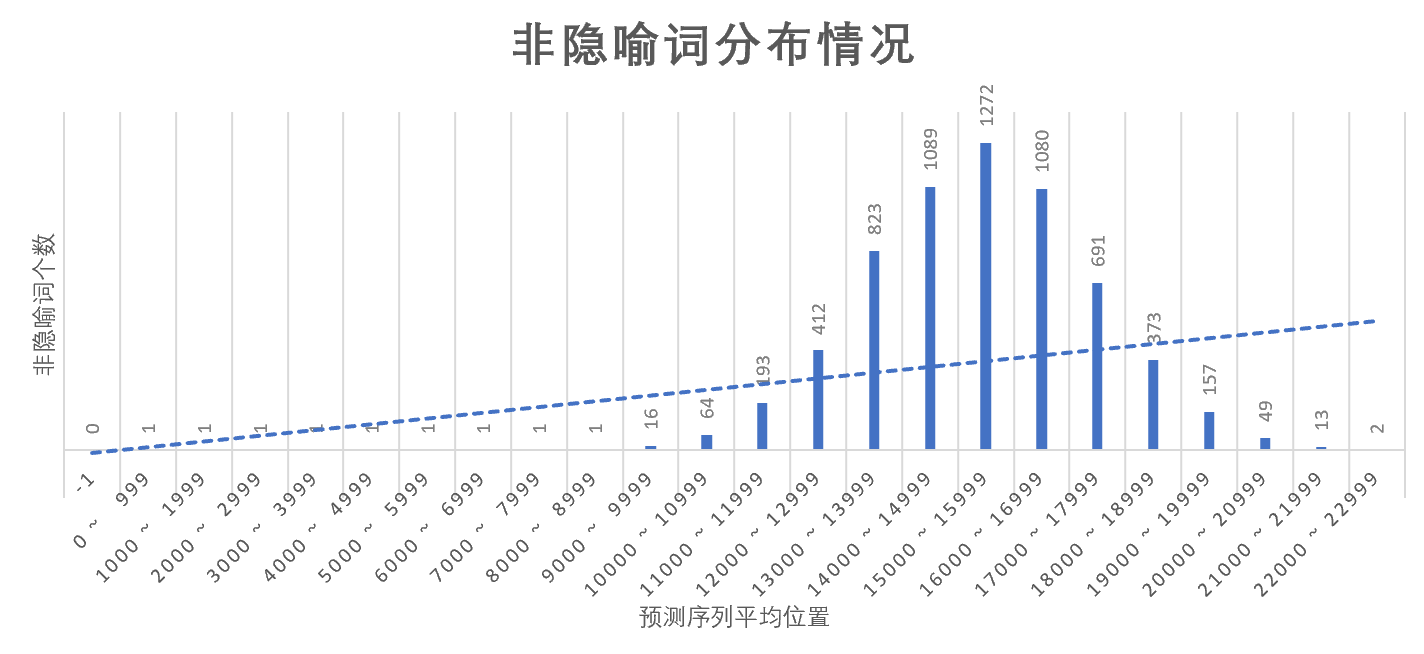 非隐喻词分布情况
非隐喻词个数
0
1
1
1
1
1
1
1
1
1
16
64
193
412
823
1089
1272
1080
691
373
157
49
13
2
-1
0 ~ 999
1000 ~ 1999
2000 ~ 2999
3000 ~ 3999
4000 ~ 4999
5000 ~ 5999
6000 ~ 6999
7000 ~ 7999
8000 ~ 8999
9000 ~ 9999
10000 ~ 10999
11000 ~ 11999
12000 ~ 12999
13000 ~ 13999
14000 ~ 14999
15000 ~ 15999
16000 ~ 16999
17000 ~ 17999
18000 ~ 18999
19000 ~ 19999
20000 ~ 20999
21000 ~ 21999
22000 ~ 22999
预测序列平均位置